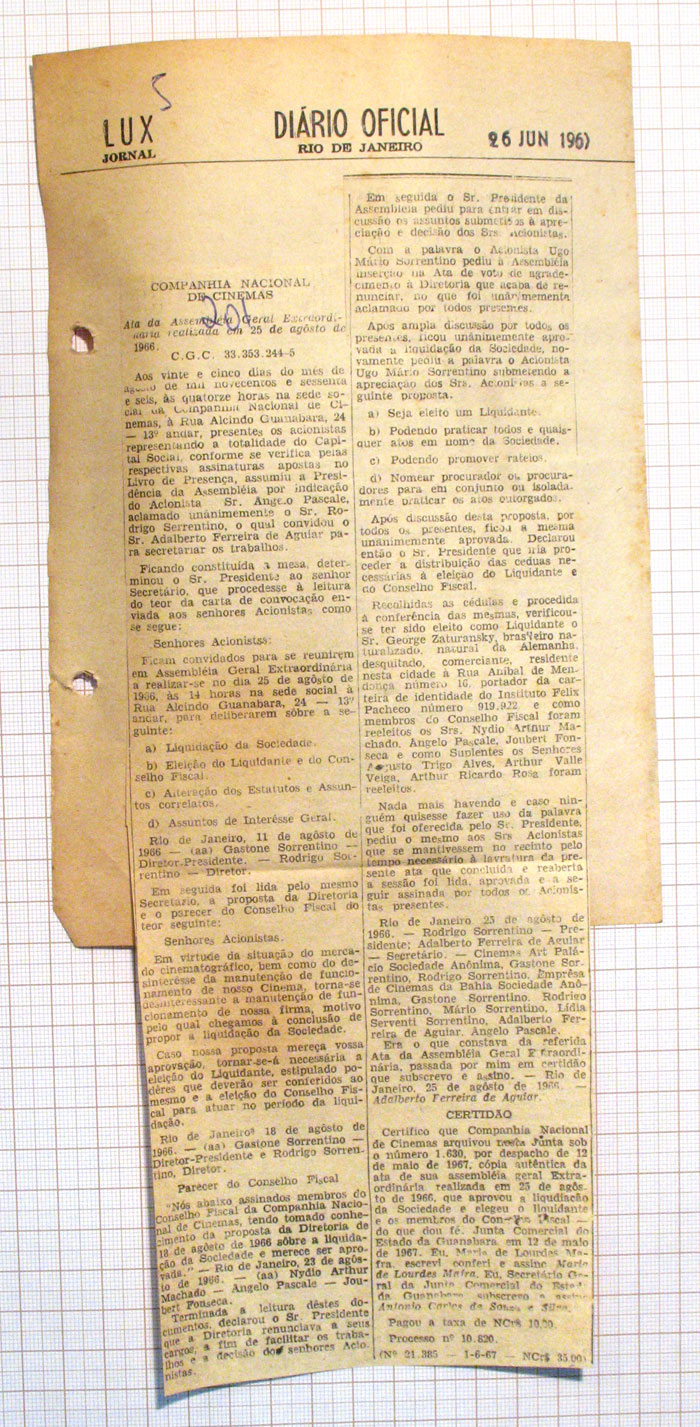 5
LUX
JORNAL
DIÁRIO OFICIAL
RIO DE JANEIRO
26 JUN 1967
COMPANHIA NACIONAL
DE CINEMAS
201
Ata da Assembléia Geral Extraordi-
nária realizada em 25 de agôsto de
1966.
C.G.C. 33.353.244-5
Aos vinte e cinco dias do mês de
agôsto de mil novecentos e sessenta
e seis, às quatorze horas na sede so-
cial da Companhia Nacional de Ci-
nemas, à Rua Alcindo Guanabara, 24
— 13º andar, presentes os acionistas
representando a totalidade do Capi-
tal Social, conforme se verifica pelas
respectivas assinaturas apostas no
Livro de Presença, assumiu a Presi-
dência da Assembléia por indicação
do Acionista Sr. Angelo Pascale,
aclamado unânimemente o Sr. Ro-
drigo Serrentino, o qual convidou o
Sr. Adalberto Ferreira de Aguiar pa-
ra secretariar os trabalhos.
Ficando constituída a mesa, deter-
minou o Sr. Presidente ao senhor
Secretário, que procedesse à leitura
do teor da carta de convocação en-
viada aos senhores Acionistas como
se segue:
Senhores Acionistas:
Ficam convidados para se reunirem
em Assembléia Geral Extraordinária
a realizar-se no dia 25 de agôsto de
1966, às 14 horas na sede social à
Rua Alcindo Guanabara, 24 — 13º
andar, para deliberarem sôbre a se-
guinte:
a) Liquidação da Sociedade.
b) Eleição do Liquidante e do Con-
selho Fiscal.
c) Alteração dos Estatutos e Assun-
tos correlatos.
d) Assuntos de Interêsse Geral.
Rio de Janeiro, 11 de agôsto de
1966 — (aa) Gastone Sorrentino —
Diretor-Presidente. — Rodrigo Sor-
rentino — Diretor.
Em seguida foi lida pelo mesmo
Secretário, a proposta da Diretoria
e o parecer do Conselho Fiscal do
teor seguinte:
Senhores Acionistas.
Em virtude da situação do merca-
do cinematográfico, bem como do de-
sinterêsse da manutenção de funcio-
namento de nosso Cinema, torna-se
desinteressante a manutenção de fun-
cionamento de nossa firma, motivo
pelo qual chegamos à conclusão de
propor a liquidação da Sociedade.
Caso nossa proposta mereça vossa
aprovação, tornar-se-á necessária a
eleição do Liquidante, estipulado po-
dêres que deverão ser conferidos ao
mesmo e a eleição do Conselho Fis-
cal para atuar no período da liqui-
dação.
Rio de Janeiro 18 de agôsto de
1966. — (aa) Gastone Sorrentino —
Diretor-Presidente e Rodrigo Sorren-
tino, Diretor.
Parecer do Conselho Fiscal
"Nós abaixo assinados membros do
Conselho Fiscal da Companhia Nacio-
nal de Cinemas, tendo tomado conhe-
cimento da proposta da Diretoria de
18 de agôsto de 1966 sôbre a liquida-
ção da Sociedade e merece ser apro-
vada." — Rio de Janeiro, 23 de agôs-
to de 1966. — (aa) Nydio Arthur
Machado — Angelo Pascale — Jou-
bert Fonseca.
Terminada a leitura dêstes do-
cumentos, declarou o Sr. Presidente
que a Diretoria renunciava a seus
cargos, a fim de facilitar os traba-
lhos e a decisão dos senhores Acio-
nistas.
Em seguida o Sr. Presidente da
Assembléia pediu para entrar em dis-
cussão os assuntos submetidos à apre-
ciação e decisão dos Srs. Acionistas.
Com a palavra o Acionista Ugo
Mário Sorrentino pediu à Assembléia
inserção na Ata de voto de agrade-
cimento à Diretoria que acaba de re-
nunciar, no que foi unânimemente
aclamado por todos presentes.
Após ampla discussão por todos os
presentes, ficou unânimemente apro-
vada a liquidação da Sociedade, no-
vamente pediu a palavra o Acionista
Ugo Mário Sorrentino submetendo a
apreciação dos Srs. Acionistas a se-
guinte proposta.
a) Seja eleito um Liquidante.
b) Podendo praticar todos e quais-
quer atos em nome da Sociedade.
c) Podendo promover rateios.
d) Nomear procurador ou procura-
dores para em conjunto ou isolada-
mente praticar os atos outorgados.
Após discussão desta proposta, por
todos os presentes, ficou a mesma
unânimemente aprovada. Declarou
então o Sr. Presidente que iria pro-
ceder a distribuição das cédulas ne-
cessárias à eleição do Liquidante e
do Conselho Fiscal.
Recolhidas as cédulas e procedida
à conferência das mesmas, verificou-
se ter sido eleito como Liquidante o
Sr. George Zaturansky, brasileiro na-
turalizado, natural da Alemanha,
desquitado, comerciante, residente
nesta cidade à Rua Anibal de Men-
donça número 16, portador da car-
teira de identidade do Instituto Felix
Pacheco número 919.922 e como
membros do Conselho Fiscal foram
reeleitos os Srs. Nydio Arthur Ma-
chado, Angelo Pascale, Joubert Fon-
seca e como Suplentes os Senhores
Augusto Trigo Alves, Arthur Valle
Veiga, Arthur Ricardo Rosa foram
reeleitos.
Nada mais havendo e caso nin-
guém quisesse fazer uso da palavra
que foi oferecida pelo Sr. Presidente,
pediu o mesmo aos Srs Acionistas
que se mantivessem no recinto pelo
tempo necessário à lavratura da pre-
sente ata que concluída e reaberta
a sessão foi lida, aprovada e a se-
guir assinada por todos os Acionis-
tas presentes.
Rio de Janeiro 25 de agôsto de
1966. — Rodrigo Sorrentino — Pre-
sidente; Adalberto Ferreira de Aguiar
— Secretário. — Cinemas Art Palá-
cio Sociedade Anônima, Gastone Sor-
rentino, Rodrigo Sorrentino, Emprêsa
de Cinemas da Bahia Sociedade Anô-
nima, Gastone Sorrentino. Rodrigo
Sorrentino, Mário Sorrentino, Lídia
Serventi Sorrentino, Adalberto Fer-
reira de Aguiar, Angelo Pascale.
Era o que constava da referida
Ata da Assembléia Geral Extraordi-
nária, passada por mim em certidão
que subscrevo e assino. — Rio de
Janeiro, 25 de agôsto de 1966. —
Adalberto Ferreira de Aguiar.
CERTIDÃO
Certifico que Companhia Nacional
de Cinemas arquivou nesta Junta sob
o número 1.630, por despacho de 12
de maio de 1967, cópia autêntica da
ata de sua assembléia geral Extra-
ordinária realizada em 25 de agôs-
to de 1966, que aprovou a liquidação
da Sociedade e elegeu o liquidante
e os membros do Conselho Fiscal —
do que dou fé. Junta Comercial do
Estado da Guanabara, em 12 de maio
de 1967. Eu, Maria de Lourdes Ma-
fra, escrevi conferi e assino Maria
de Lourdes Mafra. Eu, Secretário Ge-
ral da Junta Comercial do Estado
da Guanabara subscrevo e assino
Antonio Carlos de Souza e Silva.
Pagou a taxa de NCr$ 10,00.
Processo nº 10.820.
(Nº 21.385 — 1-6-67 — NCr$ 35,00)